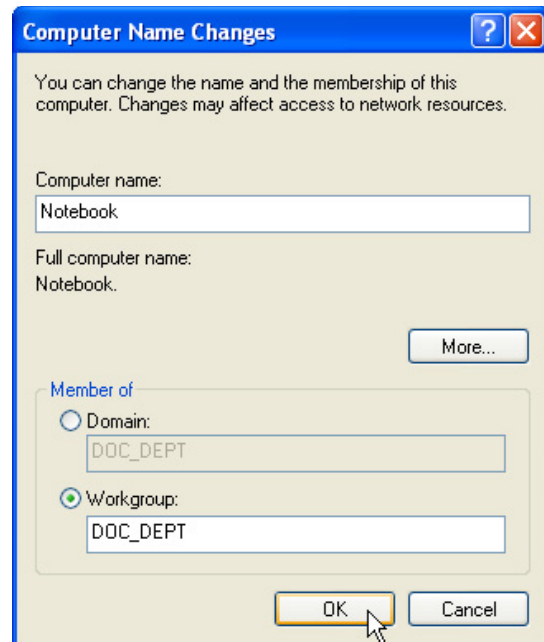 Computer Name Changes
You can change the name and the membership of this
computer. Changes may affect access to network resources.
Computer name:
Notebook
Full computer name:
Notebook.
More...
Member of
Domain:
DOC_DEPT
Workgroup:
DOC_DEPT
OK
Cancel